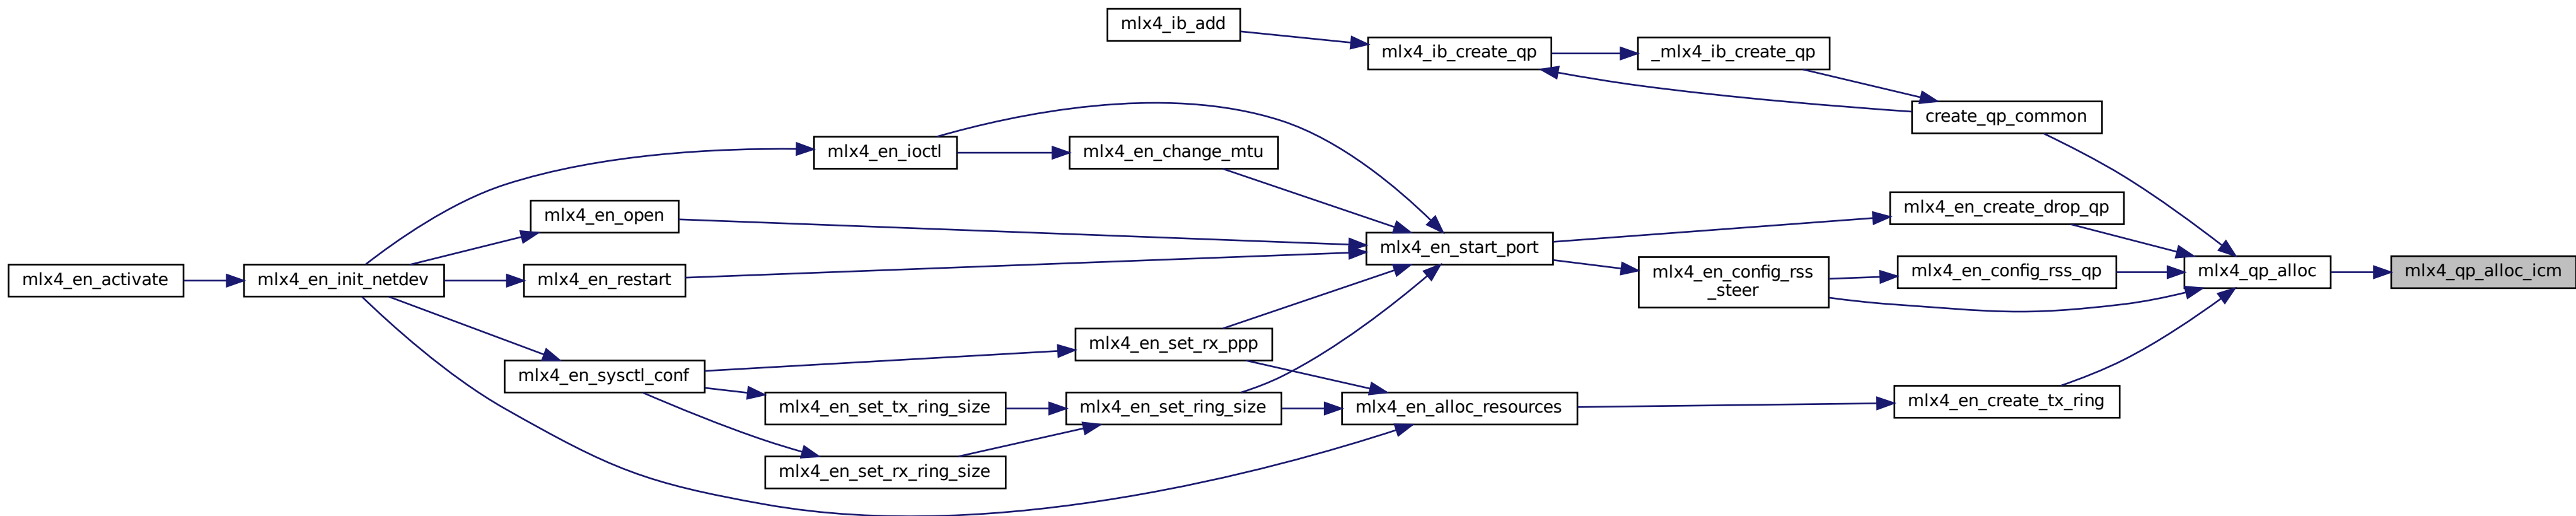 mlx4_ib_add
mlx4_ib_create_qp
_mlx4_ib_create_qp
create_qp_common
mlx4_en_ioctl
mlx4_en_change_mtu
mlx4_en_open
mlx4_en_create_drop_qp
mlx4_en_start_port
mlx4_en_activate
mlx4_en_init_netdev
mlx4_en_restart
mlx4_en_config_rss
_steer
mlx4_en_config_rss_qp
mlx4_qp_alloc
mlx4_qp_alloc_icm
mlx4_en_set_rx_ppp
mlx4_en_sysctl_conf
mlx4_en_set_tx_ring_size
mlx4_en_set_ring_size
mlx4_en_alloc_resources
mlx4_en_create_tx_ring
mlx4_en_set_rx_ring_size